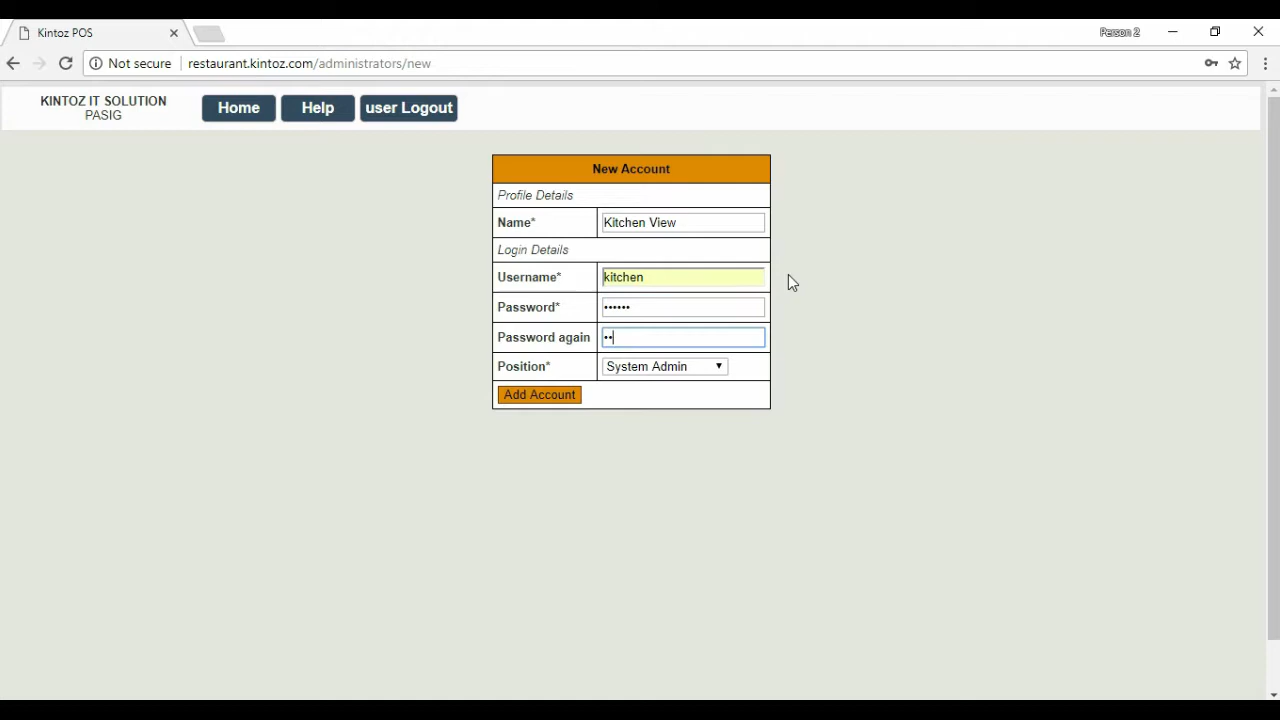 Kintoz POS
Person 2
Not secure restaurant.kintoz.com/administrators/new
KINTOZ IT SOLUTION
PASIG
Home Help user Logout
New Account
Profile Details
Name* Kitchen View
Login Details
Username* kitchen
Password* ••••••
Password again ••
Position* System Admin
Add Account